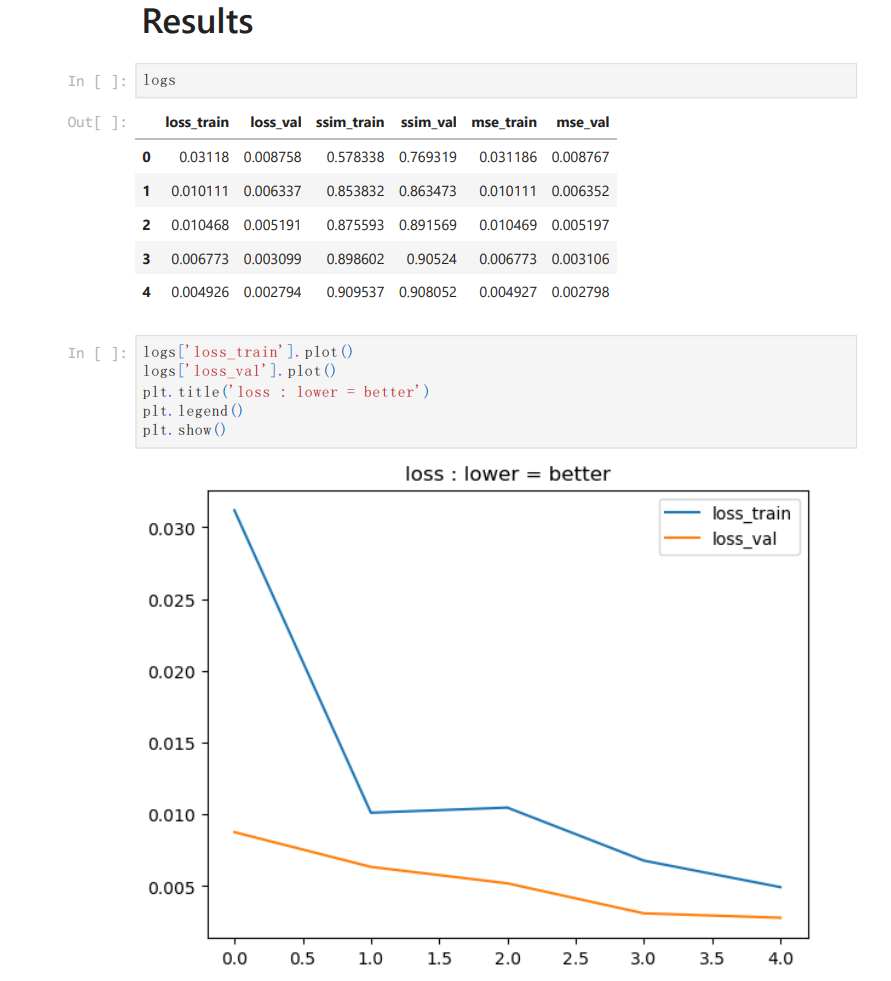 Results
In [ ]: logs
Out[ ]: loss_train loss_val ssim_train ssim_val mse_train mse_val
0 0.03118 0.008758 0.578338 0.769319 0.031186 0.008767
1 0.010111 0.006337 0.853832 0.863473 0.010111 0.006352
2 0.010468 0.005191 0.875593 0.891569 0.010469 0.005197
3 0.006773 0.003099 0.898602 0.90524 0.006773 0.003106
4 0.004926 0.002794 0.909537 0.908052 0.004927 0.002798
In [ ]: logs['loss_train'].plot()
logs['loss_val'].plot()
plt.title('loss : lower = better')
plt.legend()
plt.show()
loss : lower = better
loss_train
loss_val
0.030
0.025
0.020
0.015
0.010
0.005
0.0 0.5 1.0 1.5 2.0 2.5 3.0 3.5 4.0